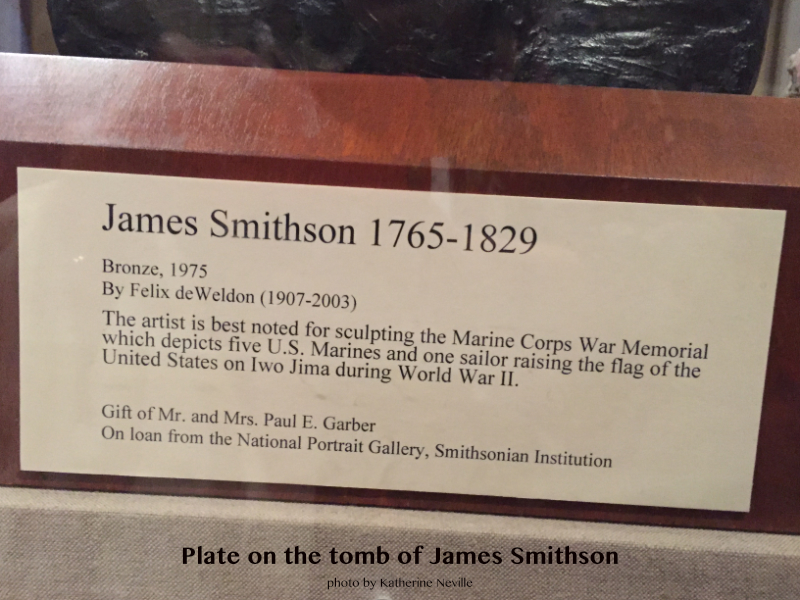 James Smithson 1765-1829
Bronze, 1975
By Felix deWeldon (1907-2003)
The artist is best noted for sculpting the Marine Corps War Memorial
which depicts five U.S. Marines and one sailor raising the flag of the
United States on Iwo Jima during World War II.
Gift of Mr. and Mrs. Paul E. Garber
On loan from the National Portrait Gallery, Smithsonian Institution
Plate on the tomb of James Smithson
photo by Katherine Neville